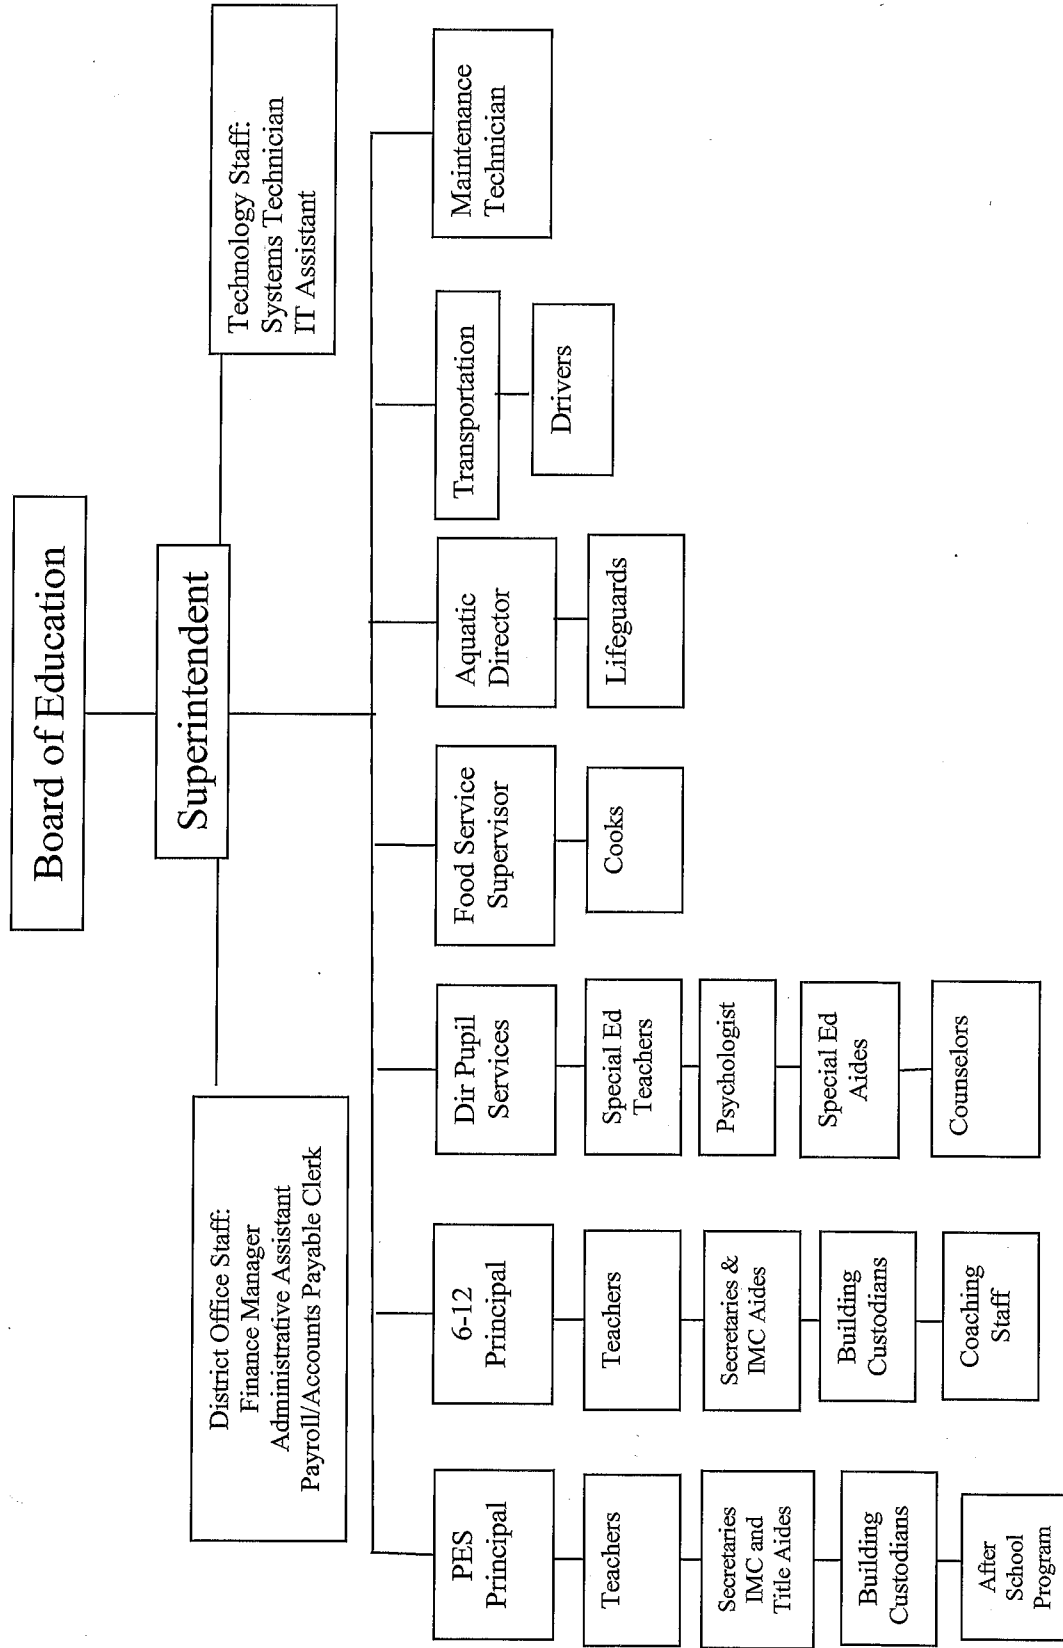 Board of Education
Superintendent
District Office Staff:
Finance Manager
Administrative Assistant
Payroll/Accounts Payable Clerk
Technology Staff:
Systems Technician
IT Assistant
PES
Principal
Teachers
Secretaries
IMC and
Title Aides
Building
Custodians
After
School
Program
6-12
Principal
Teachers
Secretaries &
IMC Aides
Building
Custodians
Coaching
Staff
Dir Pupil
Services
Special Ed
Teachers
Psychologist
Special Ed
Aides
Counselors
Food Service
Supervisor
Cooks
Aquatic
Director
Lifeguards
Transportation
Drivers
Maintenance
Technician